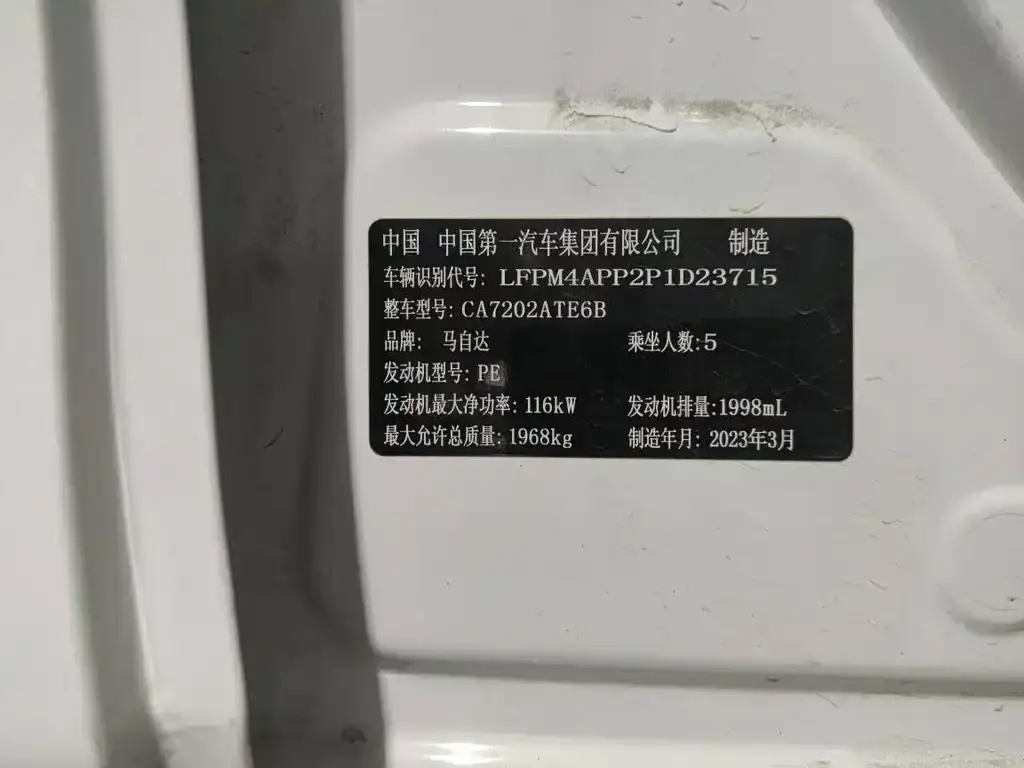 中国 中国第一汽车集团有限公司 制造
车辆识别代号: LFPM4APP2P1D23715
整车型号: CA7202ATE6B
品牌: 马自达 乘坐人数:5
发动机型号: PE
发动机最大净功率: 116kW 发动机排量:1998mL
最大允许总质量: 1968kg 制造年月: 2023年3月